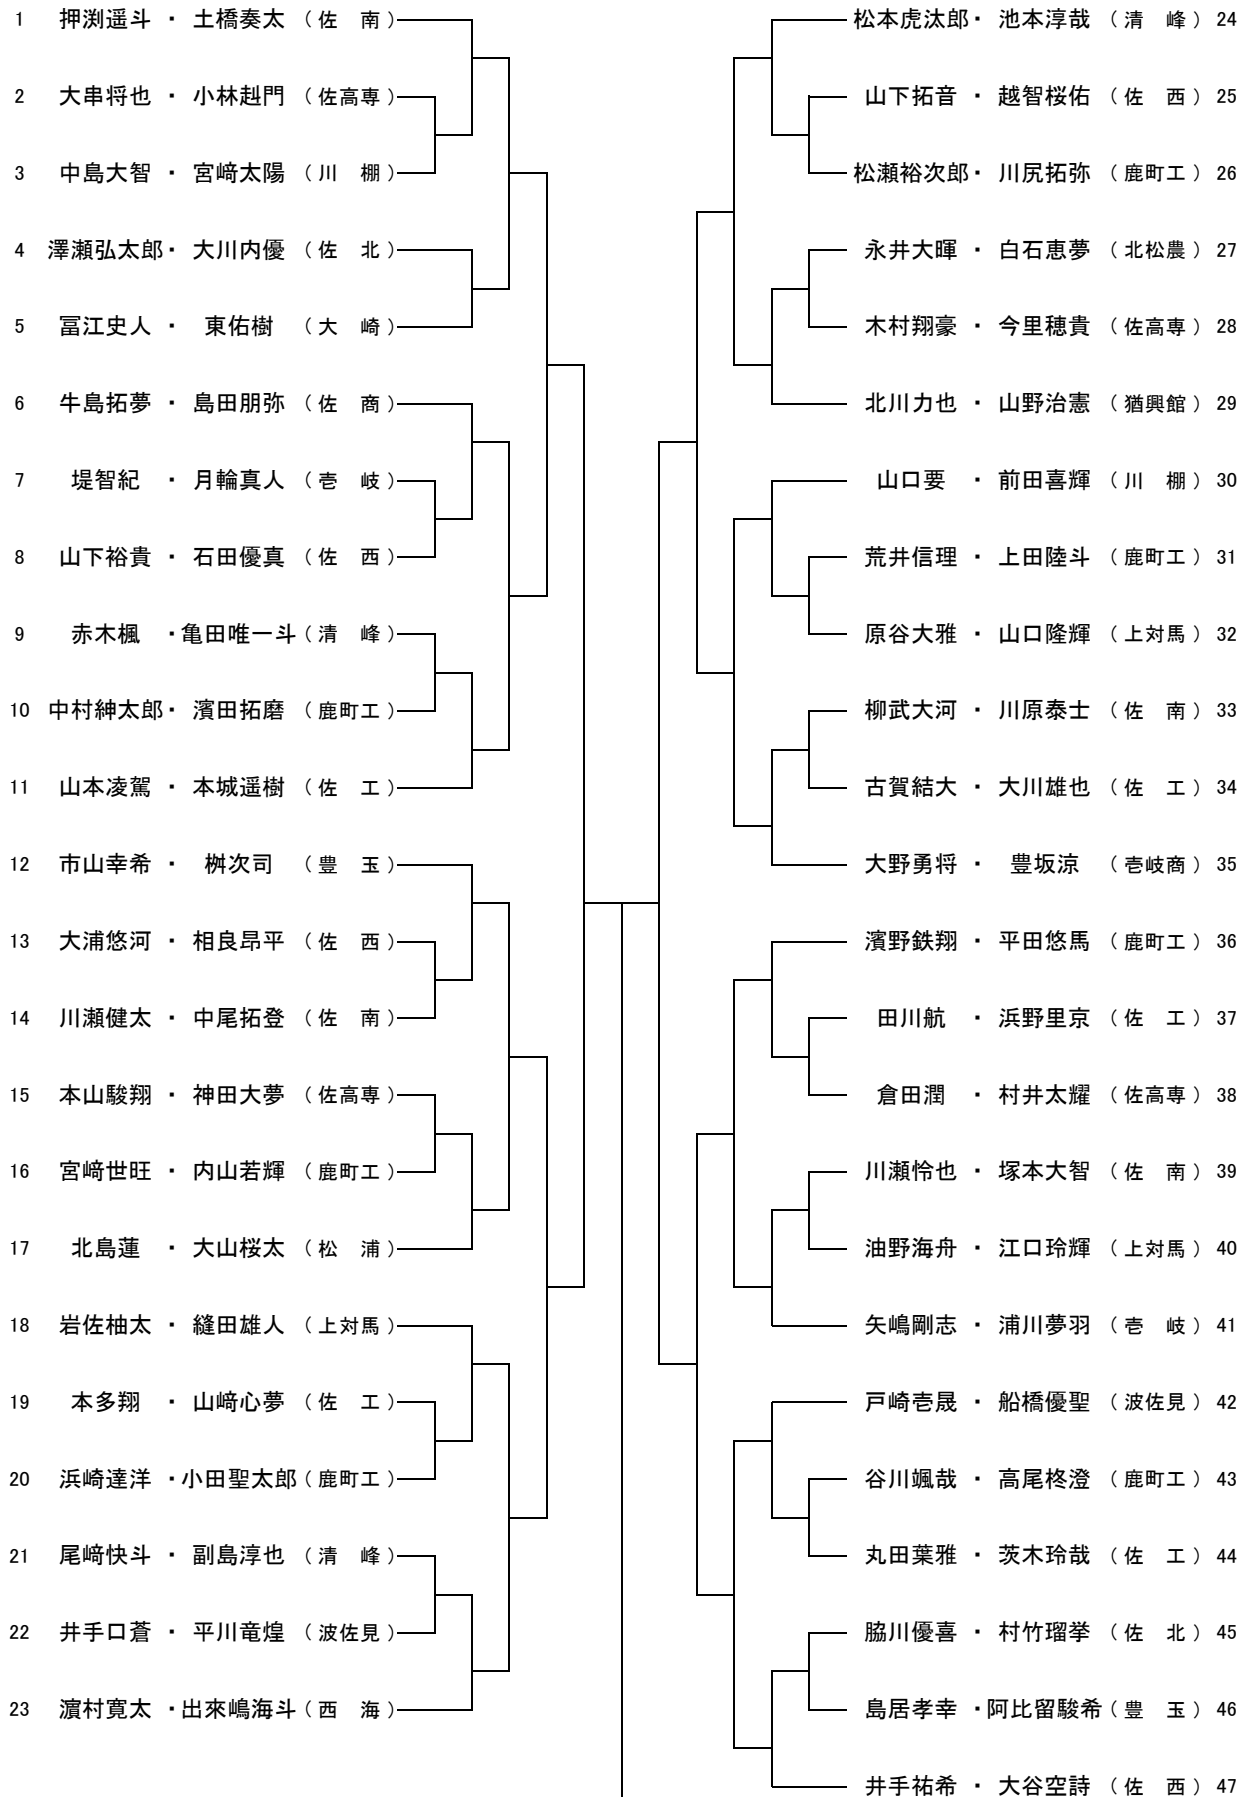 1 押渕遥斗 ・ 土橋奏太 （佐　南）
2 大串将也 ・ 小林赳門 （佐高専）
3 中島大智 ・ 宮﨑太陽 （川　棚）
4 澤瀬弘太郎・ 大川内優 （佐　北）
5 冨江史人 ・ 東佑樹 （大　崎）
6 牛島拓夢 ・ 島田朋弥 （佐　商）
7 堤智紀 ・ 月輪真人 （壱　岐）
8 山下裕貴 ・ 石田優真 （佐　西）
9 赤木楓 ・亀田唯一斗（清　峰）
10 中村紳太郎・ 濱田拓磨 （鹿町工）
11 山本凌駕 ・ 本城遥樹 （佐　工）
12 市山幸希 ・ 桝次司 （豊　玉）
13 大浦悠河 ・ 相良昂平 （佐　西）
14 川瀬健太 ・ 中尾拓登 （佐　南）
15 本山駿翔 ・ 神田大夢 （佐高専）
16 宮﨑世旺 ・ 内山若輝 （鹿町工）
17 北島蓮 ・ 大山桜太 （松　浦）
18 岩佐柚太 ・ 縫田雄人 （上対馬）
19 本多翔 ・ 山﨑心夢 （佐　工）
20 浜崎達洋 ・小田聖太郎（鹿町工）
21 尾﨑快斗 ・ 副島淳也 （清　峰）
22 井手口蒼 ・ 平川竜煌 （波佐見）
23 濵村寛太 ・出來嶋海斗（西　海）
松本虎汰郎・ 池本淳哉 （清　峰）24
山下拓音 ・ 越智桜佑 （佐　西）25
松瀬裕次郎・ 川尻拓弥 （鹿町工）26
永井大暉 ・ 白石恵夢 （北松農）27
木村翔豪 ・ 今里穂貴 （佐高専）28
北川力也 ・ 山野治憲 （猶興館）29
山口要 ・ 前田喜輝 （川　棚）30
荒井信理 ・ 上田陸斗 （鹿町工）31
原谷大雅 ・ 山口隆輝 （上対馬）32
柳武大河 ・ 川原泰士 （佐　南）33
古賀結大 ・ 大川雄也 （佐　工）34
大野勇将 ・ 豊坂涼 （壱岐商）35
濱野鉄翔 ・ 平田悠馬 （鹿町工）36
田川航 ・ 浜野里京 （佐　工）37
倉田潤 ・ 村井太耀 （佐高専）38
川瀬怜也 ・ 塚本大智 （佐　南）39
油野海舟 ・ 江口玲輝 （上対馬）40
矢嶋剛志 ・ 浦川夢羽 （壱　岐）41
戸崎壱晟 ・ 船橋優聖 （波佐見）42
谷川颯哉 ・ 高尾柊澄 （鹿町工）43
丸田葉雅 ・ 茨木玲哉 （佐　工）44
脇川優喜 ・ 村竹瑠挙 （佐　北）45
島居孝幸 ・阿比留駿希（豊　玉）46
井手祐希 ・ 大谷空詩 （佐　西）47